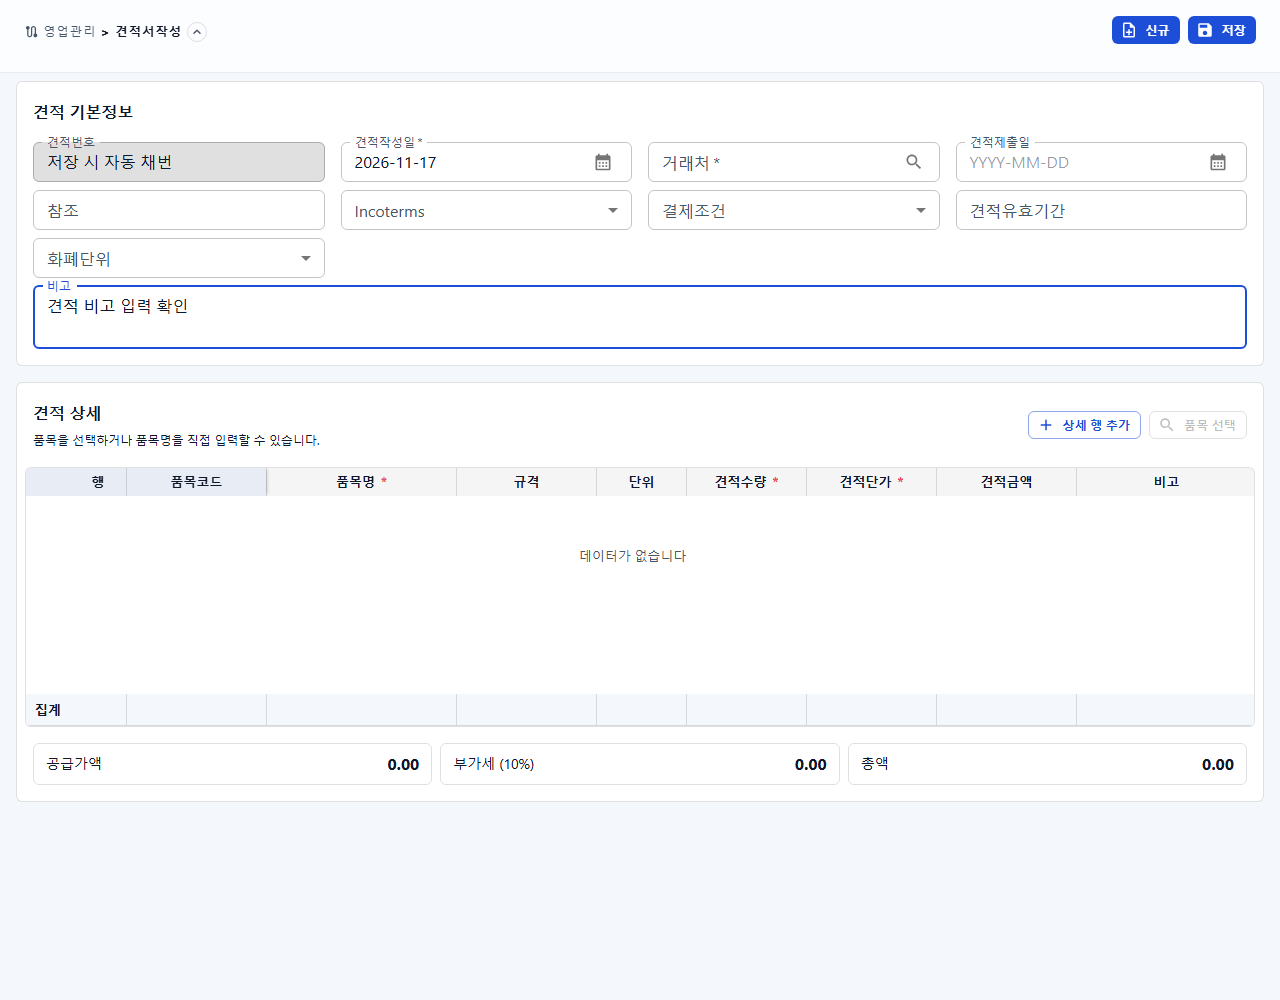 영업관리 > 견적서작성
신규 저장
견적 기본정보
견적번호 견적작성일 * 견적제출일
저장 시 자동 채번 2026-11-17 거래처 * YYYY-MM-DD
참조 Incoterms 결제조건 견적유효기간
화폐단위
비고
견적 비고 입력 확인
견적 상세
품목을 선택하거나 품목명을 직접 입력할 수 있습니다.
상세 행 추가 품목 선택
행 품목코드 품목명 * 규격 단위 견적수량 * 견적단가 * 견적금액 비고
데이터가 없습니다
집계
공급가액 0.00 부가세 (10%) 0.00 총액 0.00